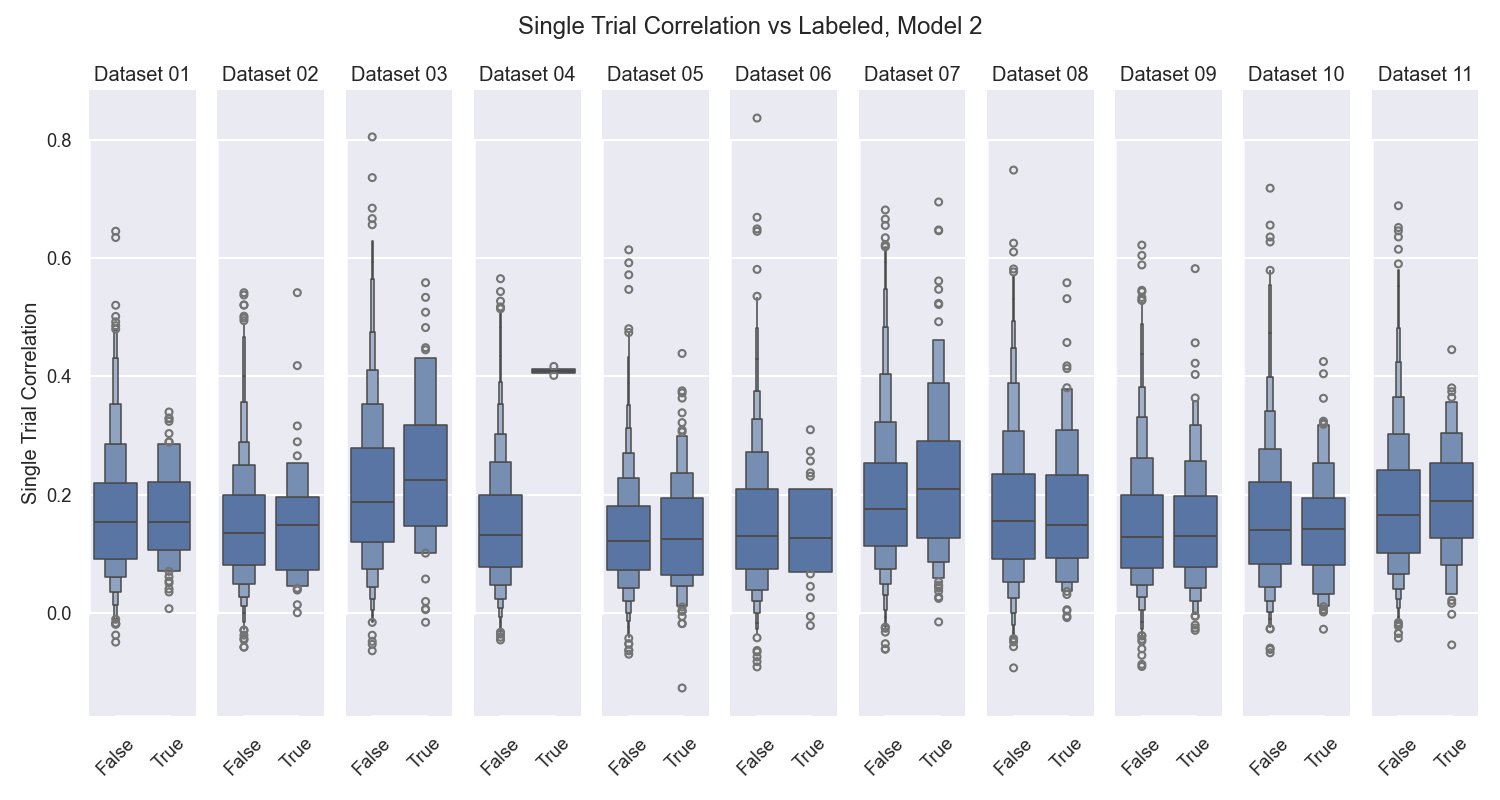 Single Trial Correlation vs Labeled, Model 2
Dataset 01 Dataset 02 Dataset 03 Dataset 04 Dataset 05 Dataset 06 Dataset 07 Dataset 08 Dataset 09 Dataset 10 Dataset 11
Single Trial Correlation
0.8
0.6
0.4
0.2
0.0
False True False True False True False True False True False True False True False True False True False True False True